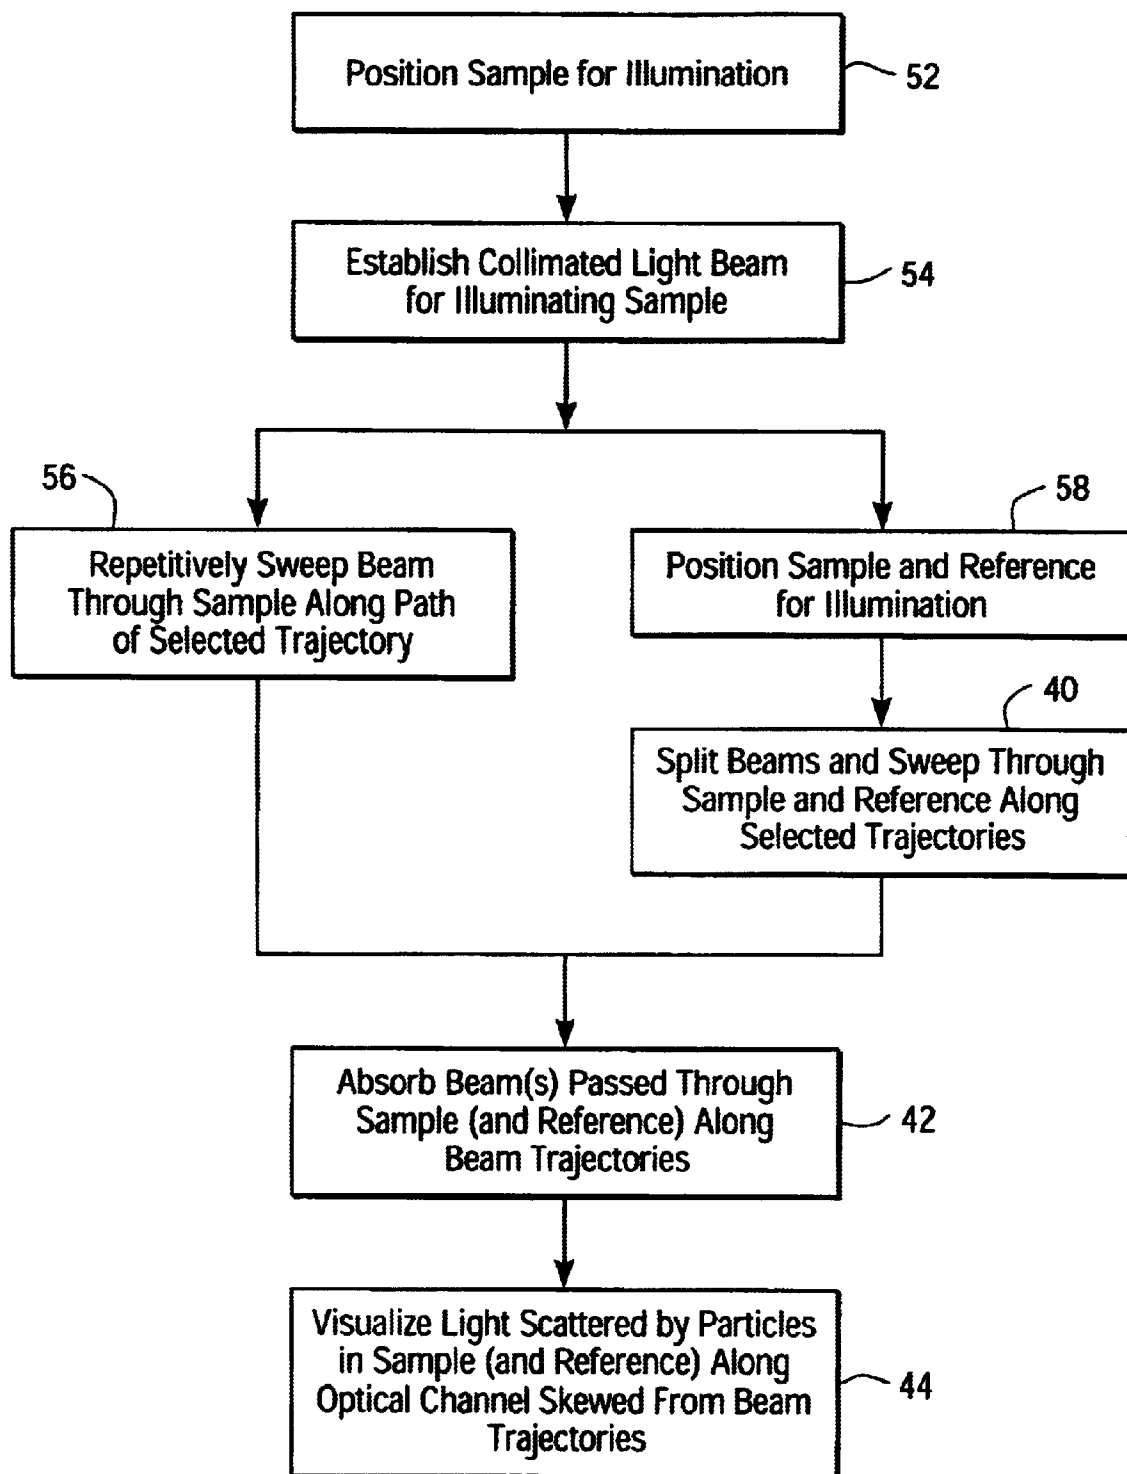 Position Sample for Illumination
52
Establish Collimated Light Beam
for Illuminating Sample
54
56
Repetitively Sweep Beam
Through Sample Along Path
of Selected Trajectory
58
Position Sample and Reference
for Illumination
40
Split Beams and Sweep Through
Sample and Reference Along
Selected Trajectories
Absorb Beam(s) Passed Through
Sample (and Reference) Along
Beam Trajectories
42
Visualize Light Scattered by Particles
in Sample (and Reference) Along
Optical Channel Skewed From Beam
Trajectories
44